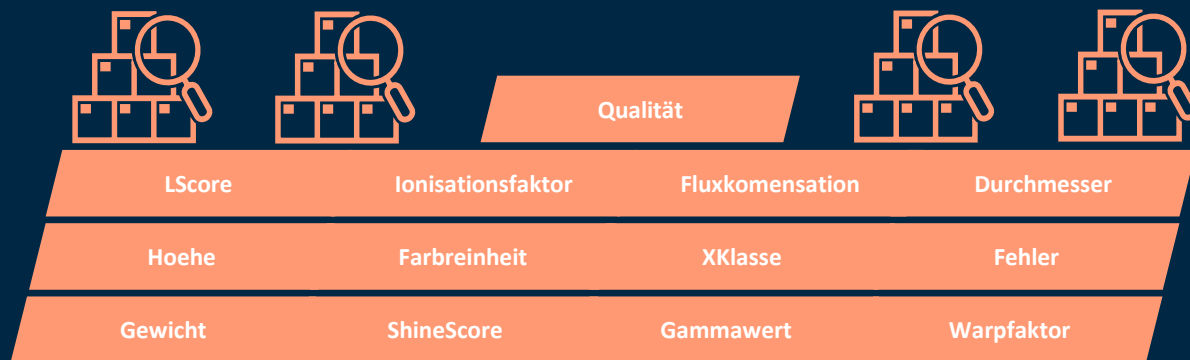 Qualität
LScore Ionisationsfaktor Fluxkomensation Durchmesser
Hoehe Farbreinheit XKlasse Fehler
Gewicht ShineScore Gammawert Warpfaktor